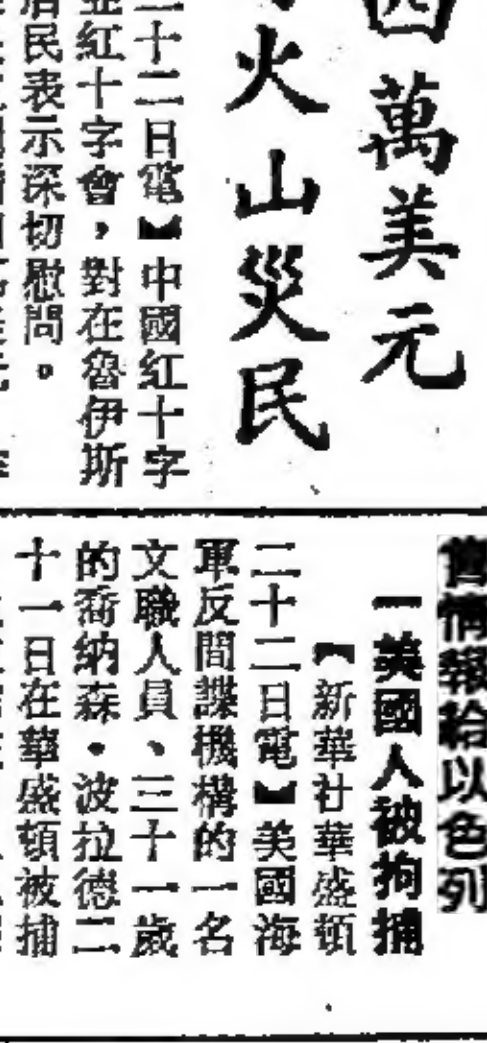 四萬美元
火山災民
二十二日電】中國紅十字
紅十字會，對在魯伊斯
居民表示深切慰問。
售情報給以色列
一美國人被拘捕
【新華社華盛頓
二十二日電】美國海
軍反間諜機構的一名
文職人員、三十一歲
的喬納森・波拉德二
十一日在華盛頓被捕